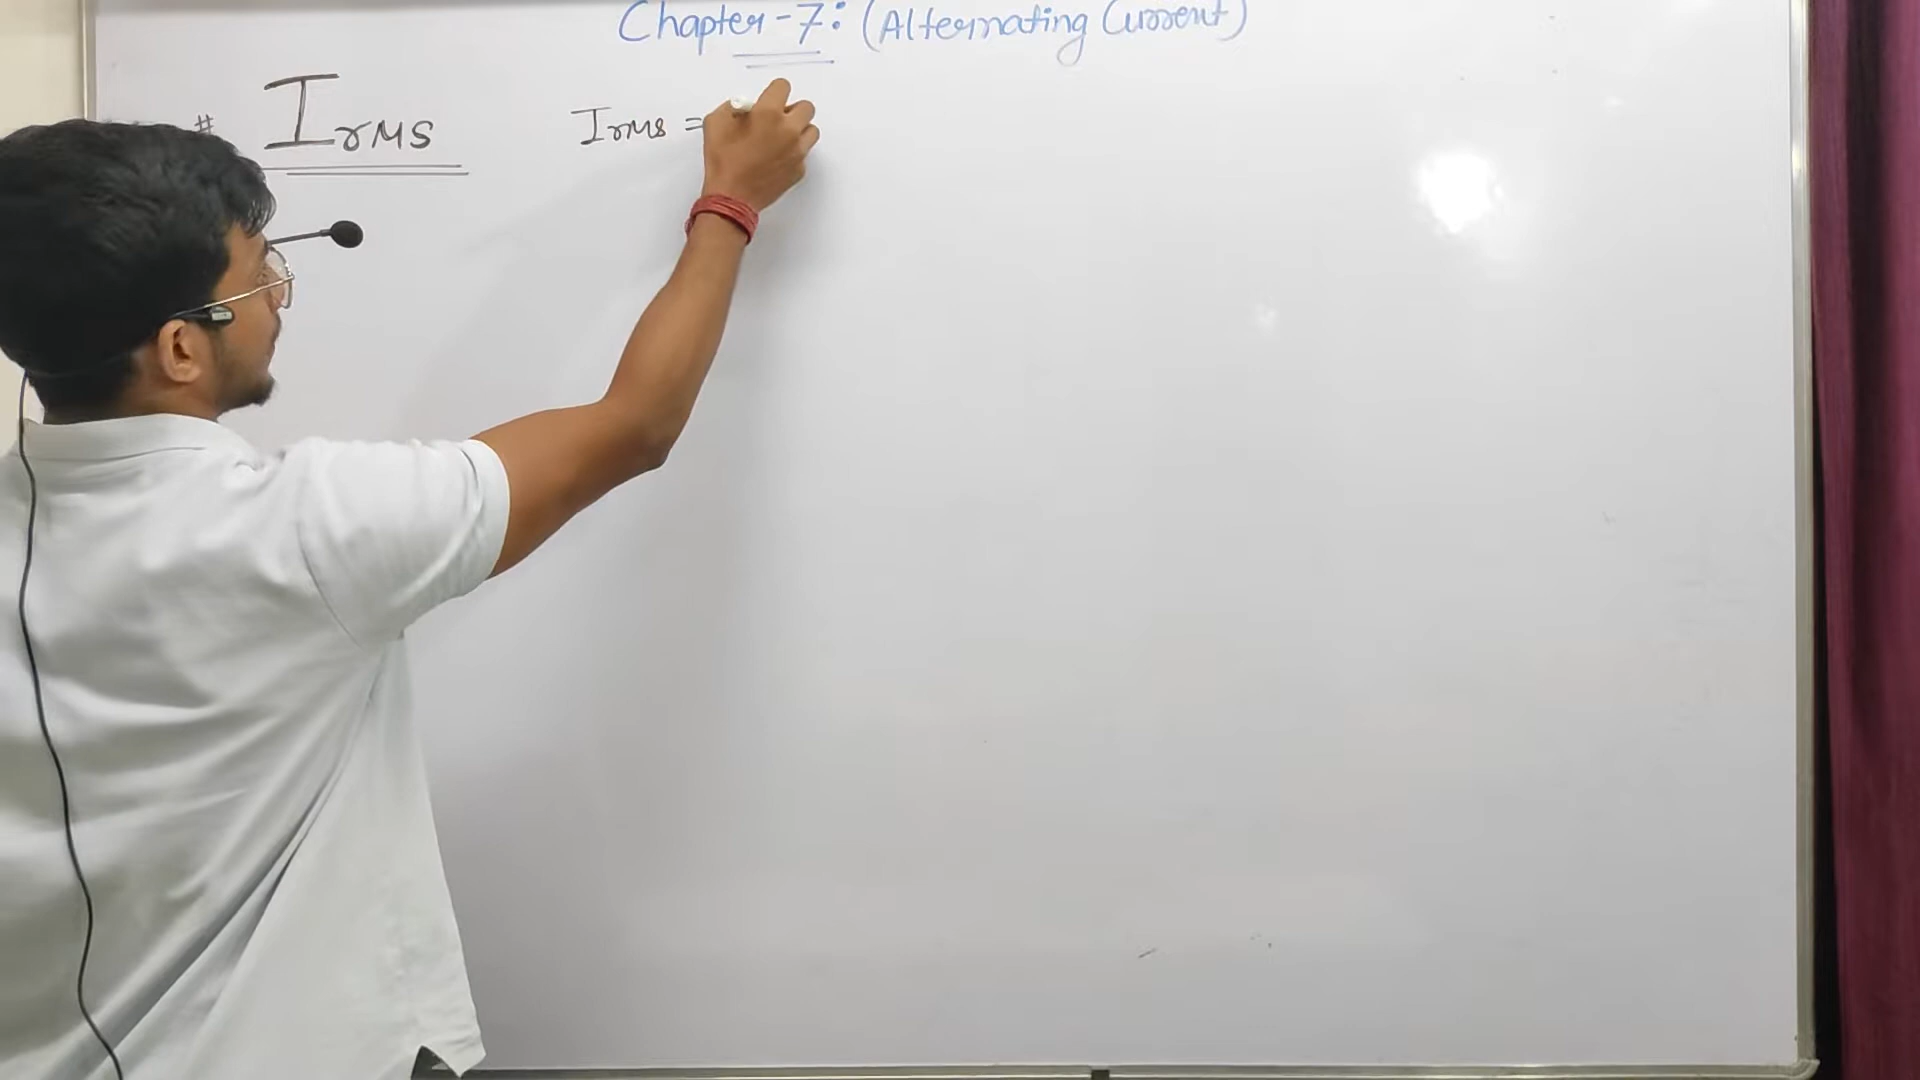 Chapter-7: (Alternating Current)
# Irms
Irms =